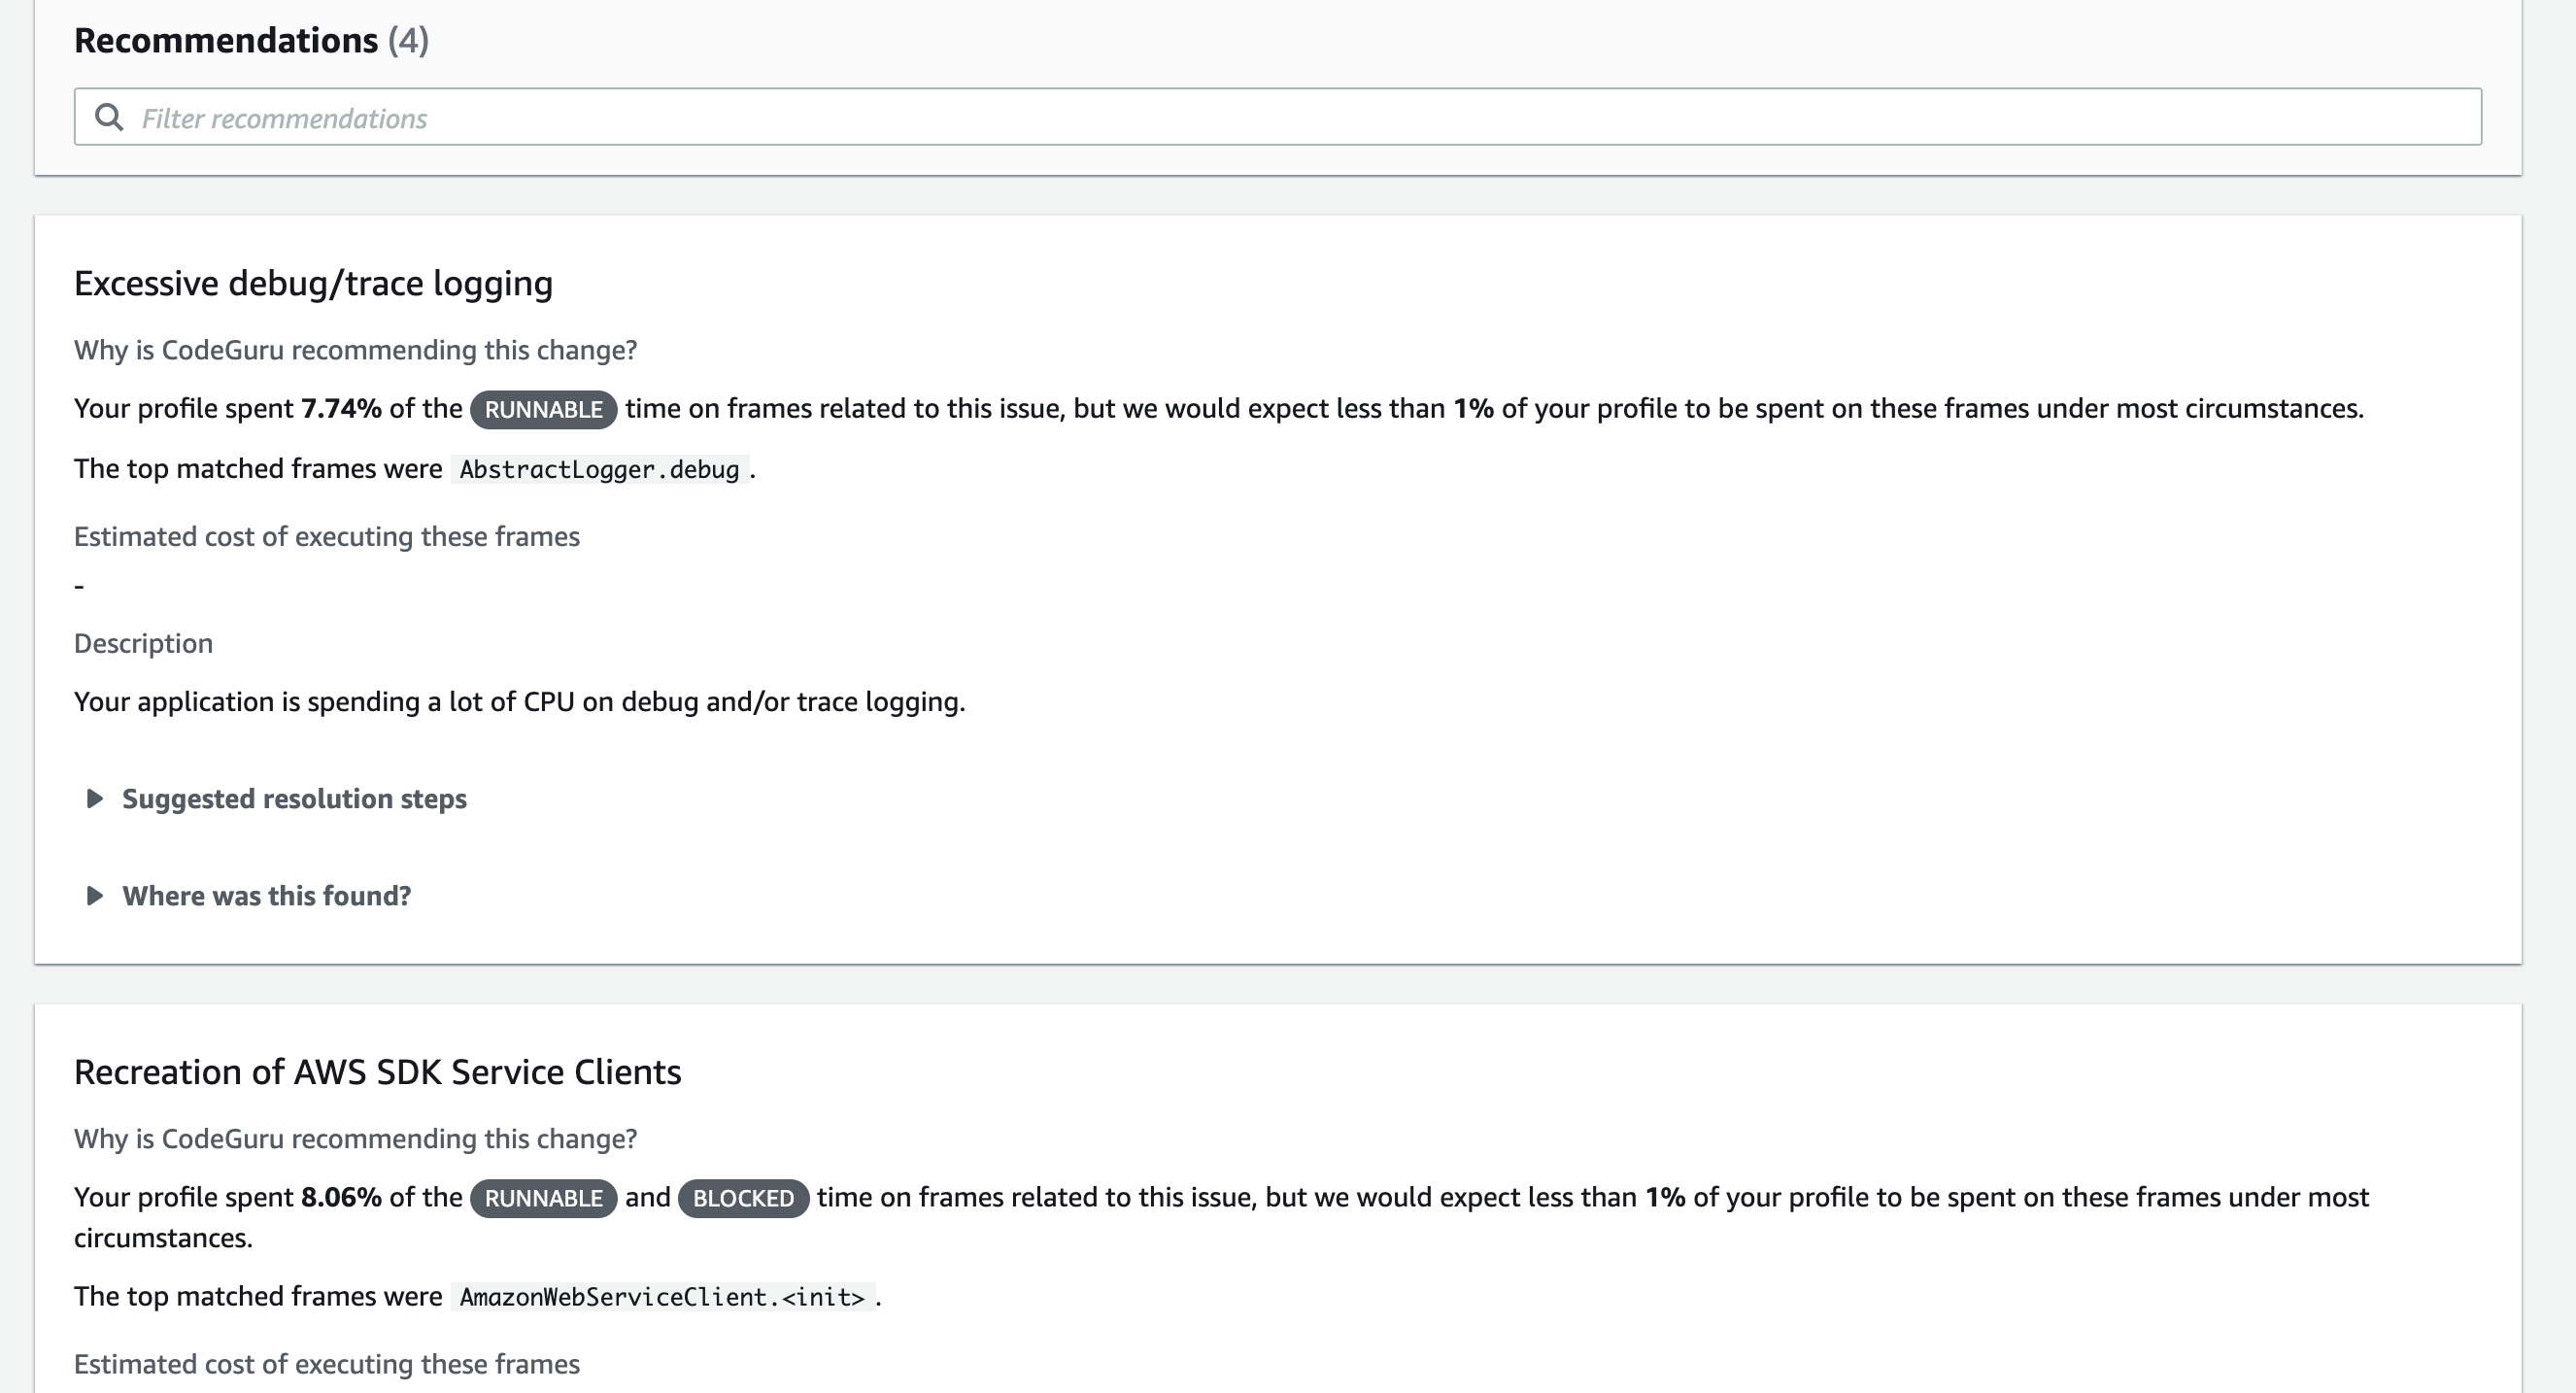 Recommendations (4)
Filter recommendations
Excessive debug/trace logging
Why is CodeGuru recommending this change?
Your profile spent 7.74% of the RUNNABLE time on frames related to this issue, but we would expect less than 1% of your profile to be spent on these frames under most circumstances.
The top matched frames were AbstractLogger.debug.
Estimated cost of executing these frames
-
Description
Your application is spending a lot of CPU on debug and/or trace logging.
Suggested resolution steps
Where was this found?
Recreation of AWS SDK Service Clients
Why is CodeGuru recommending this change?
Your profile spent 8.06% of the RUNNABLE and BLOCKED time on frames related to this issue, but we would expect less than 1% of your profile to be spent on these frames under most
circumstances.
The top matched frames were AmazonWebServiceClient.<init>.
Estimated cost of executing these frames